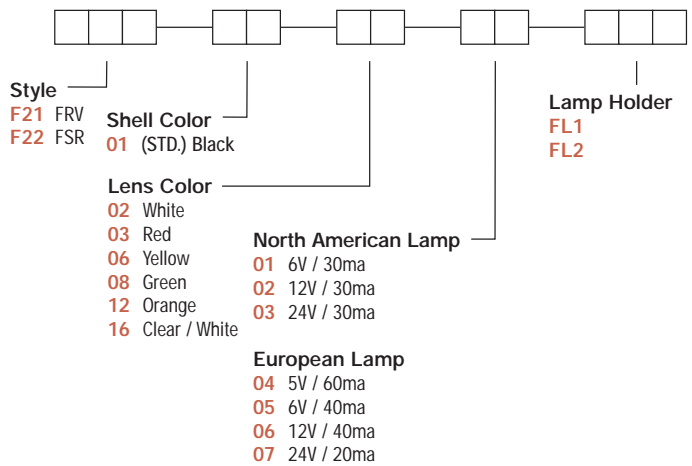 Style
F21 FRV
F22 FSR
Shell Color
01 (STD.) Black
Lens Color
02 White
03 Red
06 Yellow
08 Green
12 Orange
16 Clear / White
North American Lamp
01 6V / 30ma
02 12V / 30ma
03 24V / 30ma
European Lamp
04 5V / 60ma
05 6V / 40ma
06 12V / 40ma
07 24V / 20ma
Lamp Holder
FL1
FL2